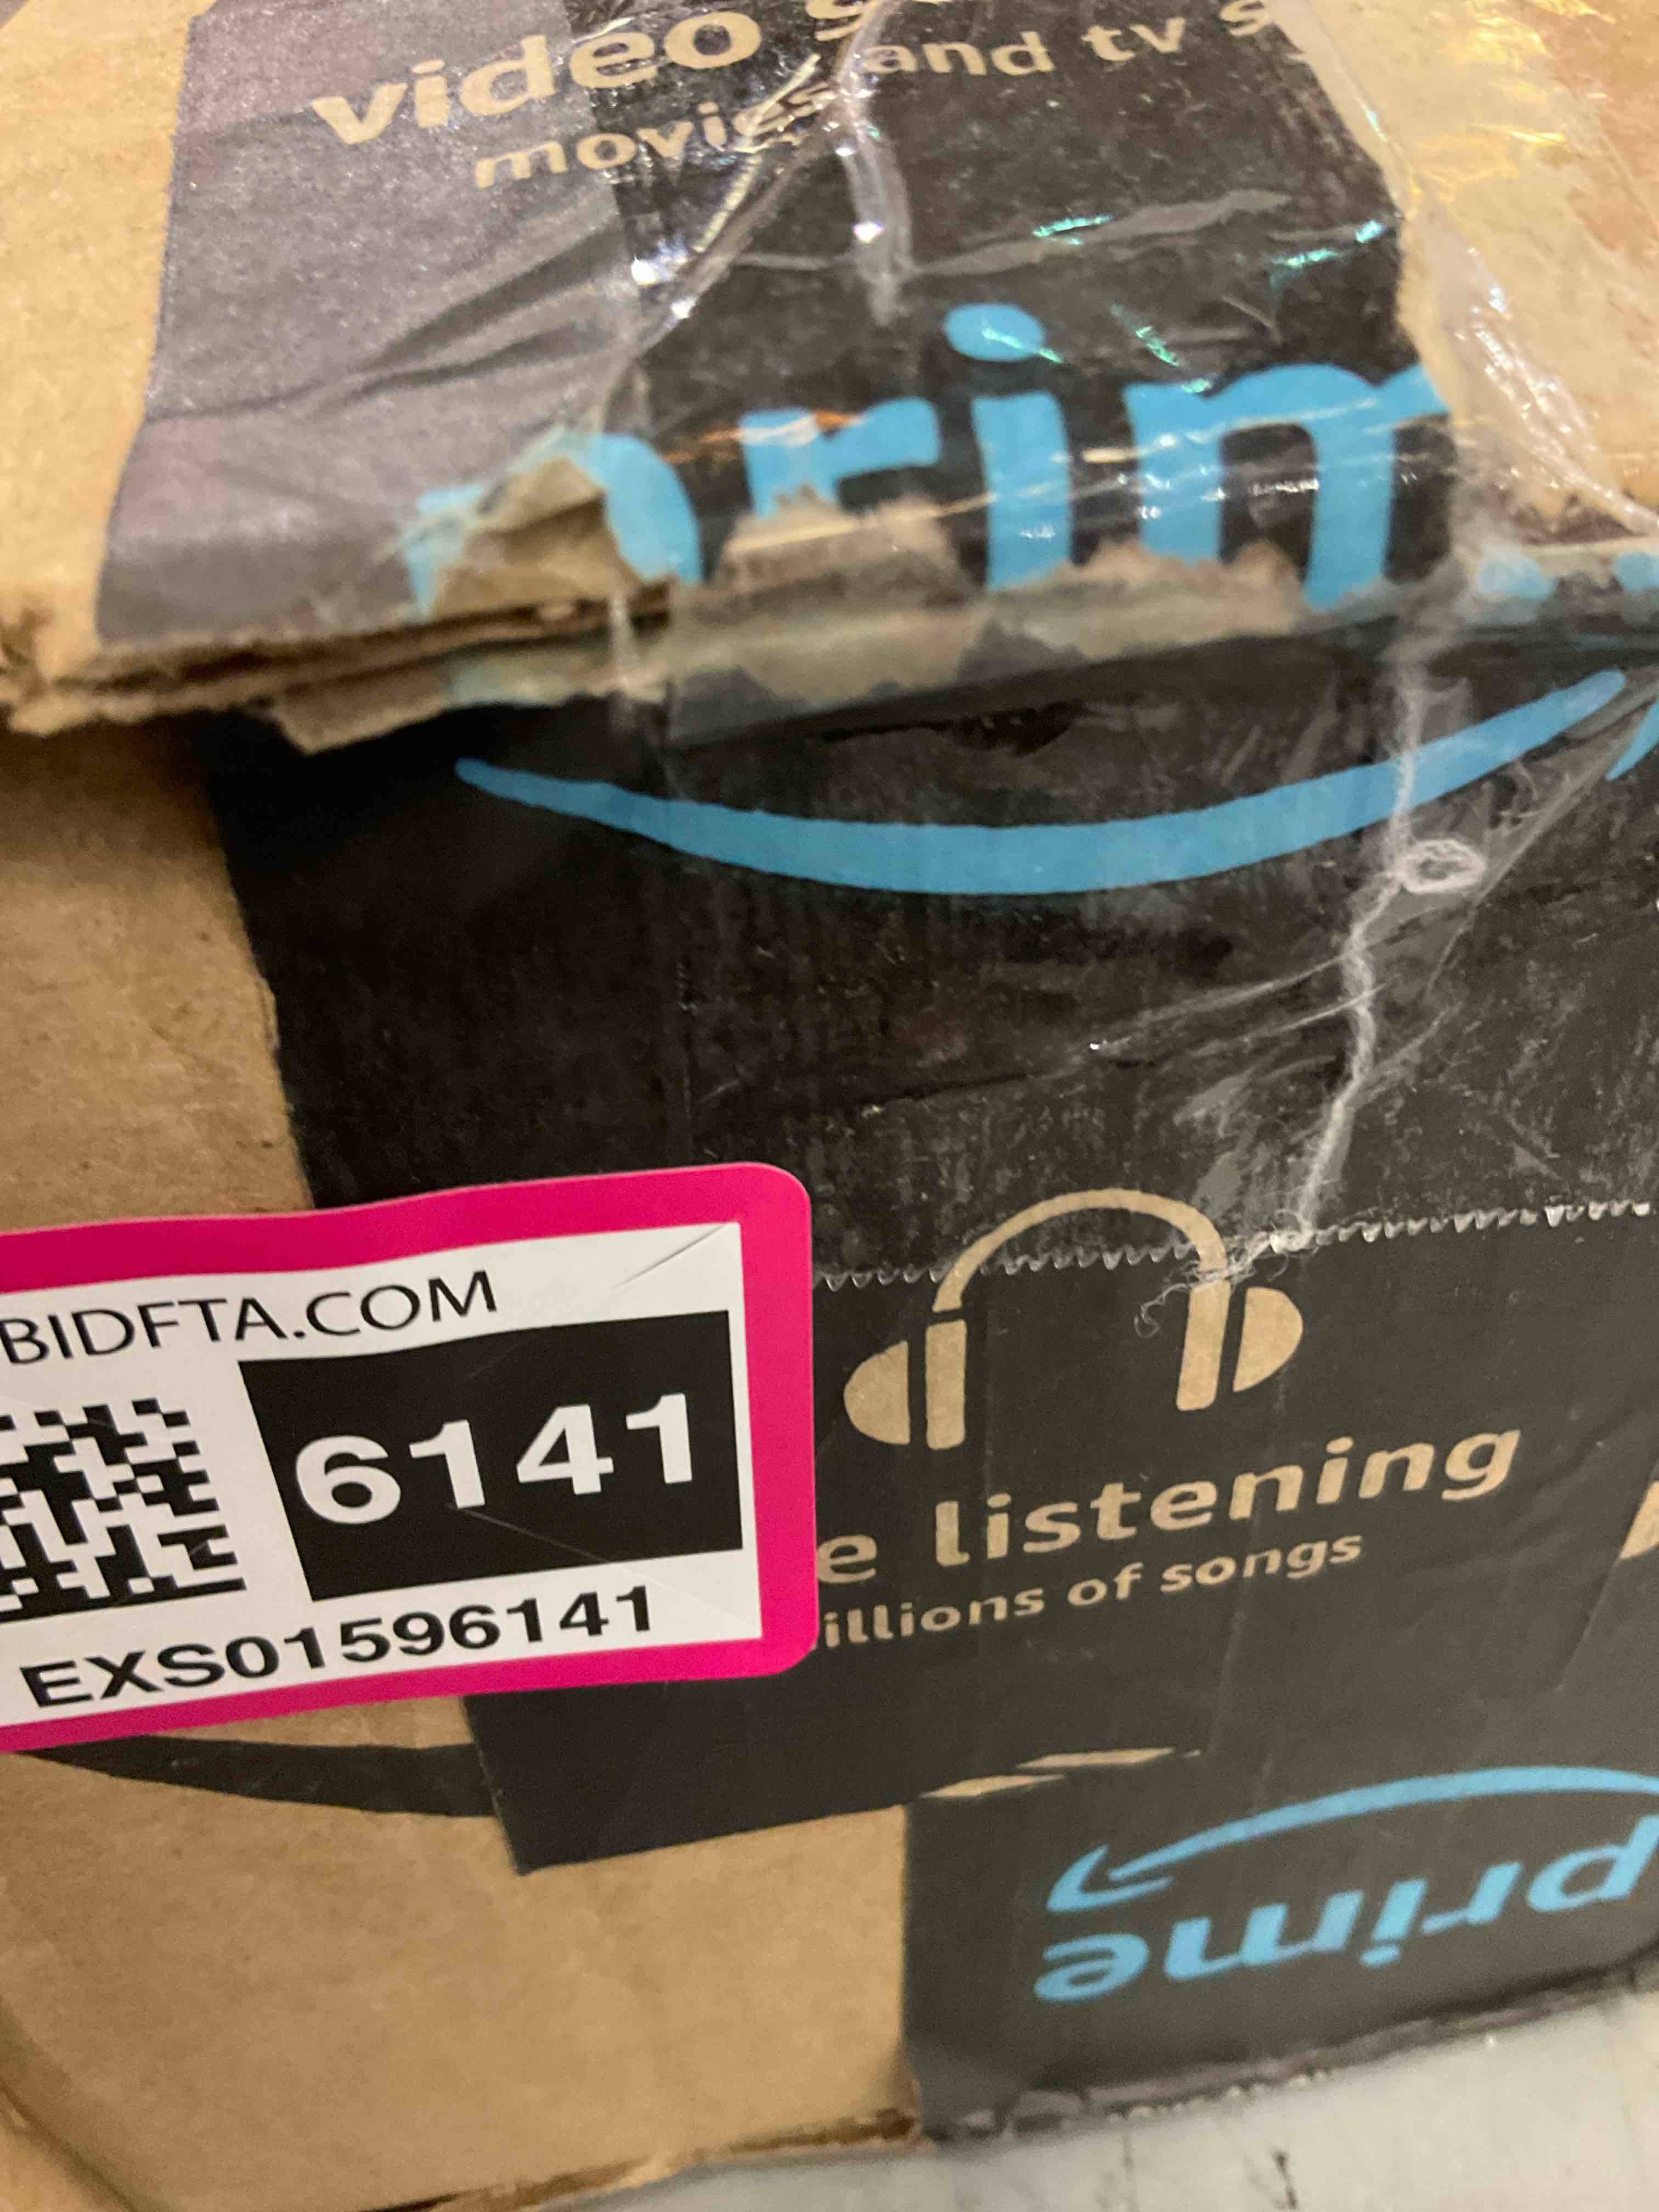 video
movies and tv
prim
BIDFTA.COM
6141
EXS01596141
e listening
illions of songs
prime